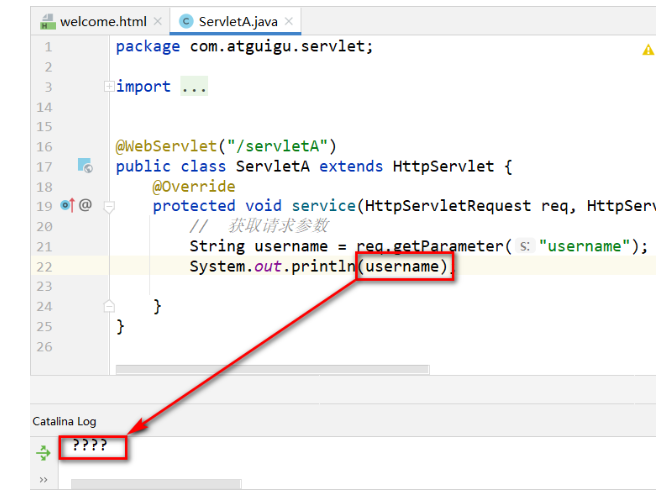 welcome.html × ServletA.java ×
1 package com.atguigu.servlet;
2
3 import ...
14
15
16 @WebServlet("/servletA")
17 public class ServletA extends HttpServlet {
18 @Override
19 @ protected void service(HttpServletRequest req, HttpServ
20 // 获取请求参数
21 String username = req.getParameter( s: "username");
22 System.out.println(username);
23
24 }
25 }
26
Catalina Log
????
»